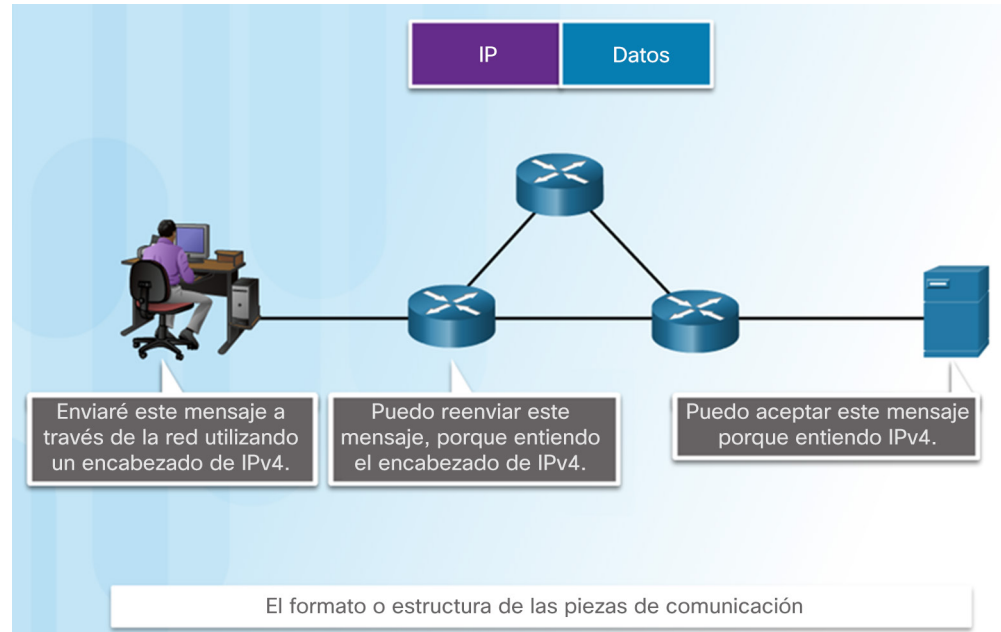 IP
Datos
Enviaré este mensaje a
través de la red utilizando
un encabezado de IPv4.
Puedo reenviar este
mensaje, porque entiendo
el encabezado de IPv4.
Puedo aceptar este mensaje
porque entiendo IPv4.
El formato o estructura de las piezas de comunicación